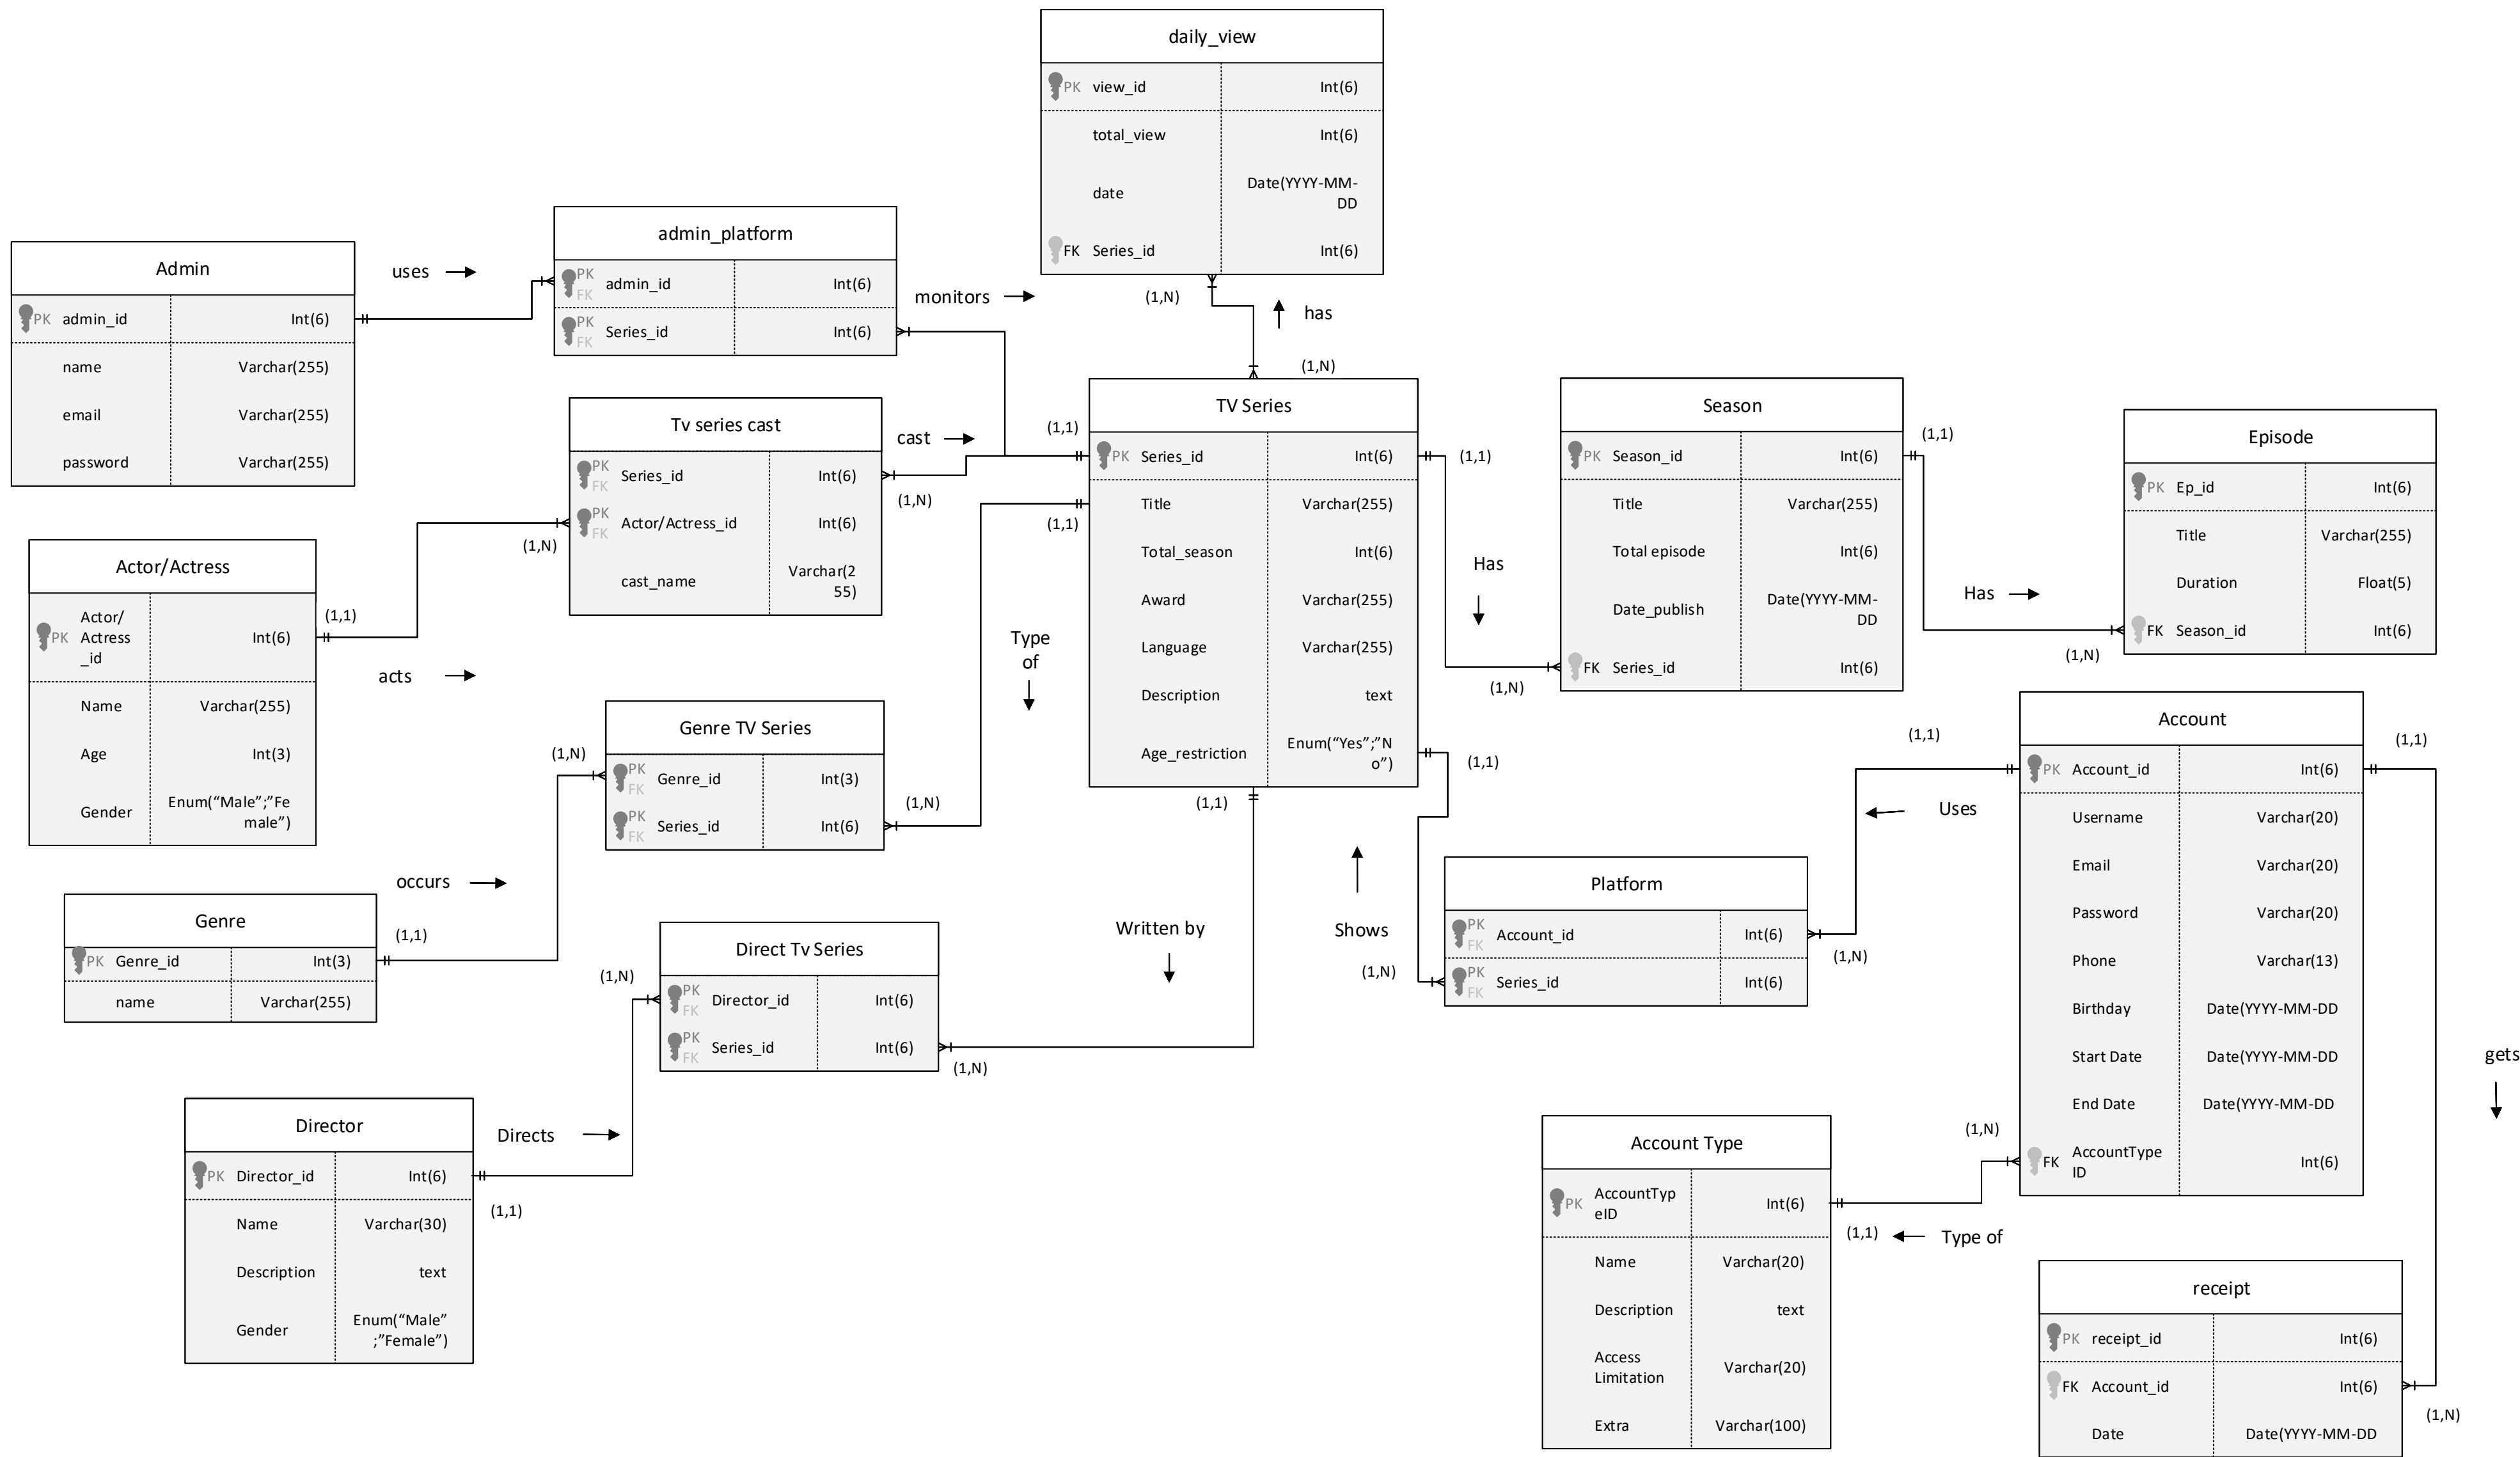 daily_view
PK view_id Int(6)
total_view Int(6)
date Date(YYYY-MM-
DD
FK Series_id Int(6)
(1,N)
has
(1,N)
Admin
PK admin_id Int(6)
name Varchar(255)
email Varchar(255)
password Varchar(255)
uses
admin_platform
PK
FK admin_id Int(6)
PK
FK Series_id Int(6)
monitors
Tv series cast
PK
FK Series_id Int(6)
PK
FK Actor/Actress_id Int(6)
cast_name Varchar(2
55)
cast
(1,N)
(1,N)
(1,1)
(1,1)
TV Series
PK Series_id Int(6)
Title Varchar(255)
Total_season Int(6)
Award Varchar(255)
Language Varchar(255)
Description text
Age_restriction Enum(“Yes”;”N
o”)
(1,1)
Has
(1,N)
(1,1)
(1,1)
Season
PK Season_id Int(6)
Title Varchar(255)
Total episode Int(6)
Date_publish Date(YYYY-MM-
DD
FK Series_id Int(6)
(1,1)
Has
(1,N)
Episode
PK Ep_id Int(6)
Title Varchar(255)
Duration Float(5)
FK Season_id Int(6)
Actor/Actress
PK Actor/
Actress
_id Int(6)
Name Varchar(255)
Age Int(3)
Gender Enum(“Male”;”Fe
male”)
(1,1)
acts
Type
of
Genre TV Series
PK
FK Genre_id Int(3)
PK
FK Series_id Int(6)
(1,N)
(1,N)
occurs
Genre
PK Genre_id Int(3)
name Varchar(255)
(1,1)
Direct Tv Series
PK
FK Director_id Int(6)
PK
FK Series_id Int(6)
(1,N)
(1,N)
Written by
Director
PK Director_id Int(6)
Name Varchar(30)
Description text
Gender Enum(“Male”
;”Female”)
Directs
(1,1)
Shows
(1,N)
Platform
PK
FK Account_id Int(6)
PK
FK Series_id Int(6)
(1,N)
Uses
(1,1)
Account
PK Account_id Int(6)
Username Varchar(20)
Email Varchar(20)
Password Varchar(20)
Phone Varchar(13)
Birthday Date(YYYY-MM-DD
Start Date Date(YYYY-MM-DD
End Date Date(YYYY-MM-DD
FK AccountType
ID Int(6)
(1,1)
gets
(1,N)
(1,1)
Type of
Account Type
PK AccountTyp
eID Int(6)
Name Varchar(20)
Description text
Access
Limitation Varchar(20)
Extra Varchar(100)
receipt
PK receipt_id Int(6)
FK Account_id Int(6)
Date Date(YYYY-MM-DD
(1,N)